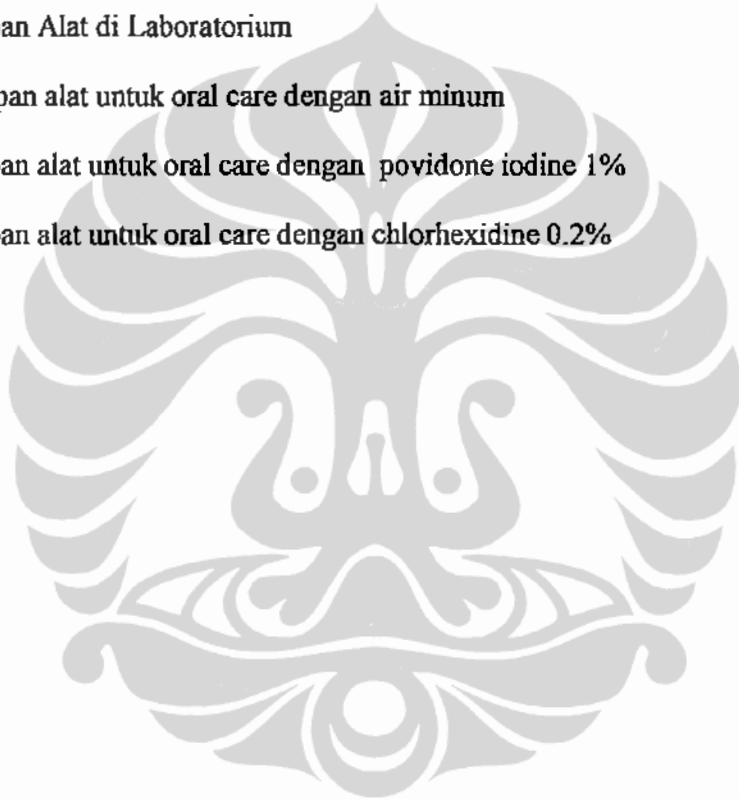 an Alat di Laboratorium
pan alat untuk oral care dengan air minum
an alat untuk oral care dengan povidone iodine 1%
an alat untuk oral care dengan chlorhexidine 0.2%